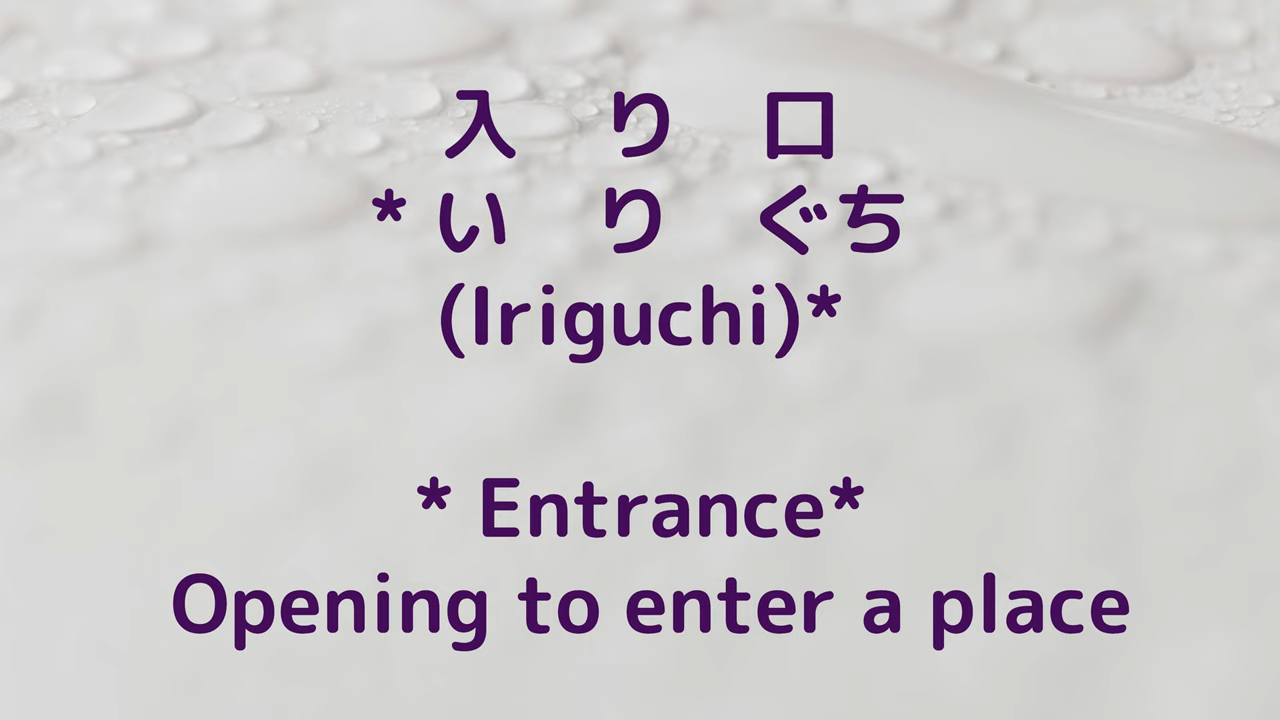 入 り 口
* い り ぐち
(Iriguchi)*
* Entrance*
Opening to enter a place